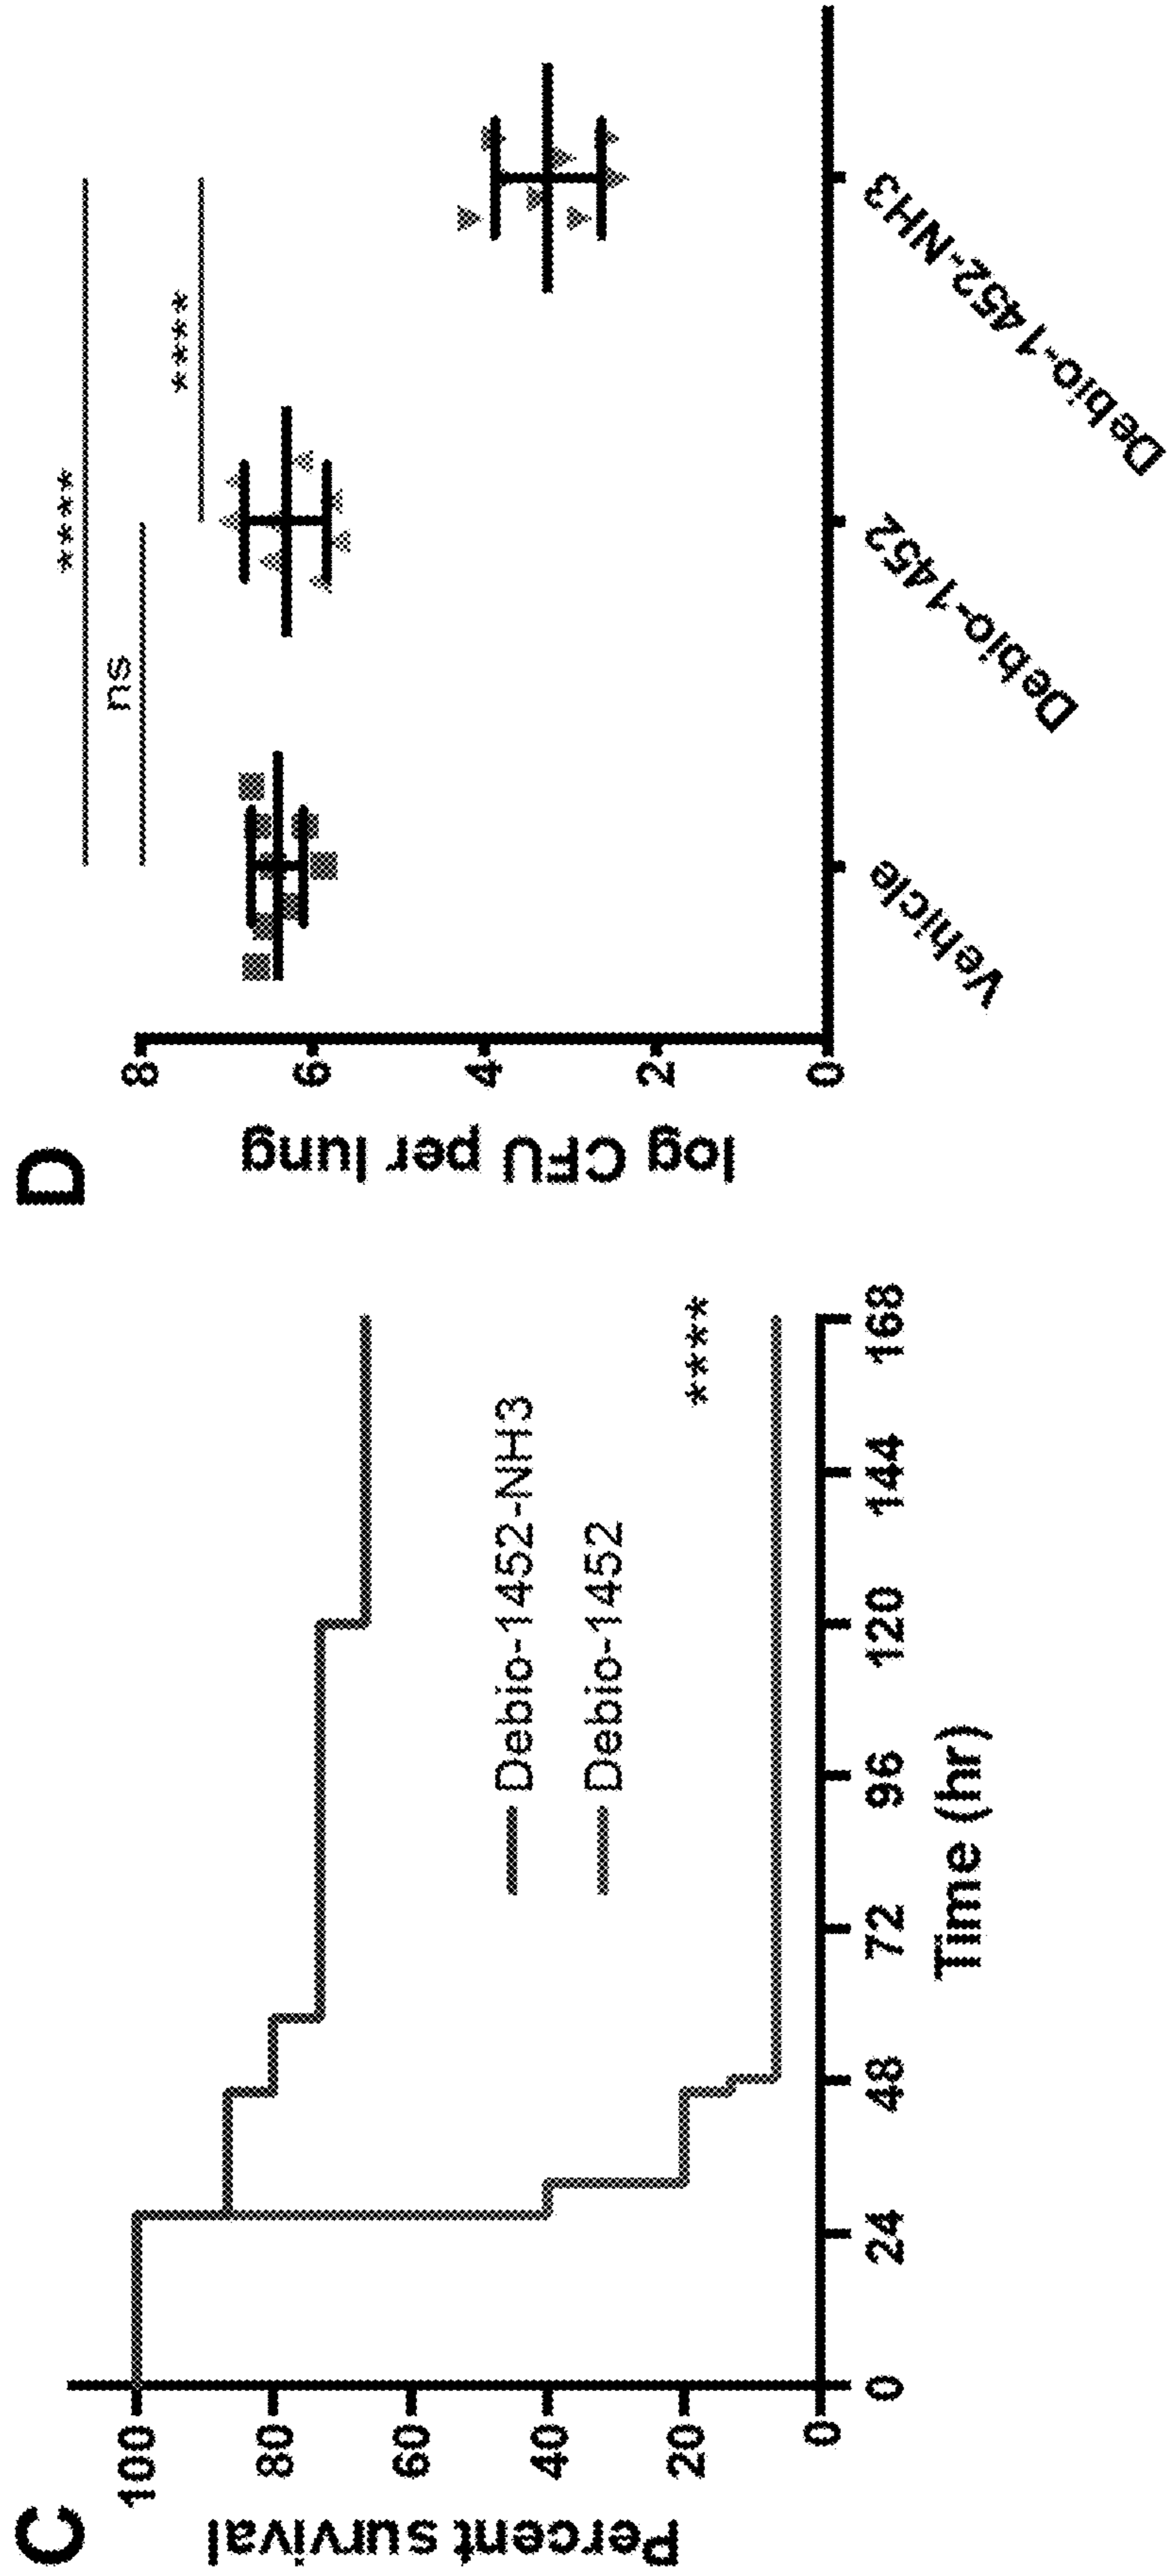 C
Percent survival
100
80
60
40
20
0
Debio-1452-NH3
Debio-1452
****
0 24 48 72 96 120 144 168
Time (hr)
D
log CFU per lung
8
6
4
2
0
****
ns
****
Vehicle
Debio-1452
Debio-1452-NH3